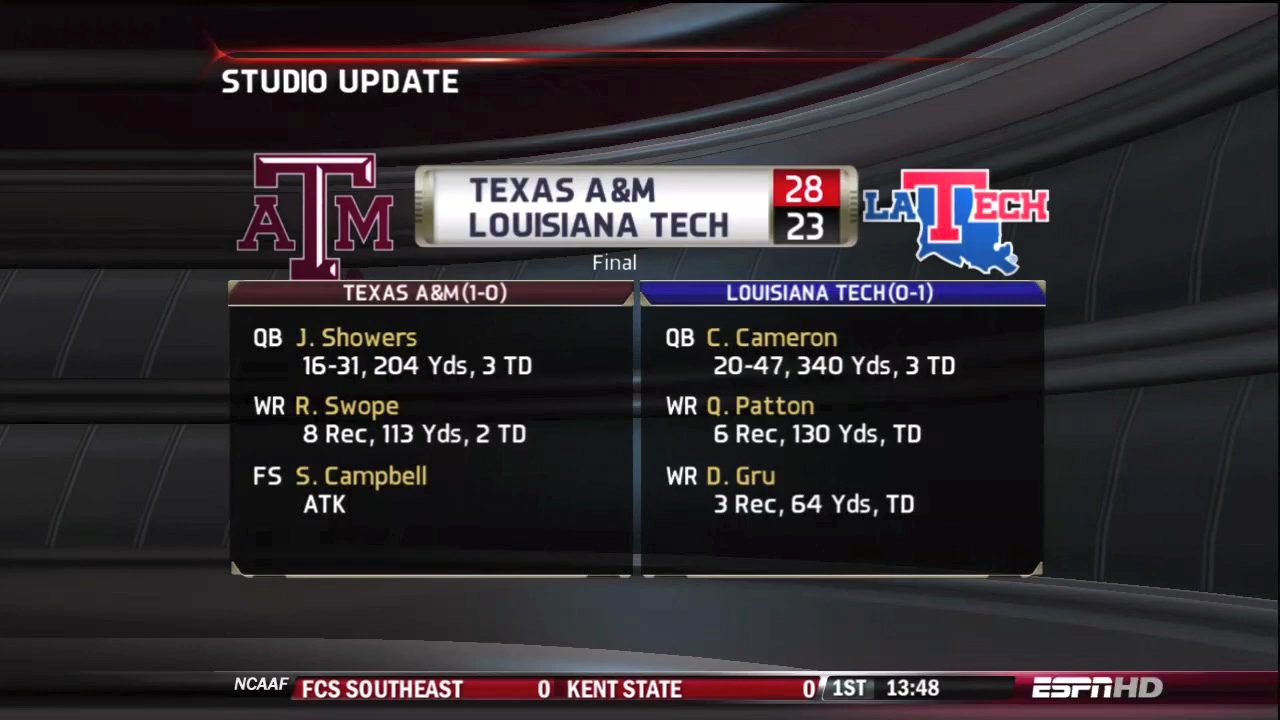 STUDIO UPDATE
ATM
TEXAS A&M 28
LOUISIANA TECH 23
LA TECH
Final
TEXAS A&M(1-0)
QB J. Showers
16-31, 204 Yds, 3 TD
WR R. Swope
8 Rec, 113 Yds, 2 TD
FS S. Campbell
ATK
LOUISIANA TECH(0-1)
QB C. Cameron
20-47, 340 Yds, 3 TD
WR Q. Patton
6 Rec, 130 Yds, TD
WR D. Gru
3 Rec, 64 Yds, TD
NCAAF FCS SOUTHEAST 0 KENT STATE 0 1ST 13:48 ESPNHD